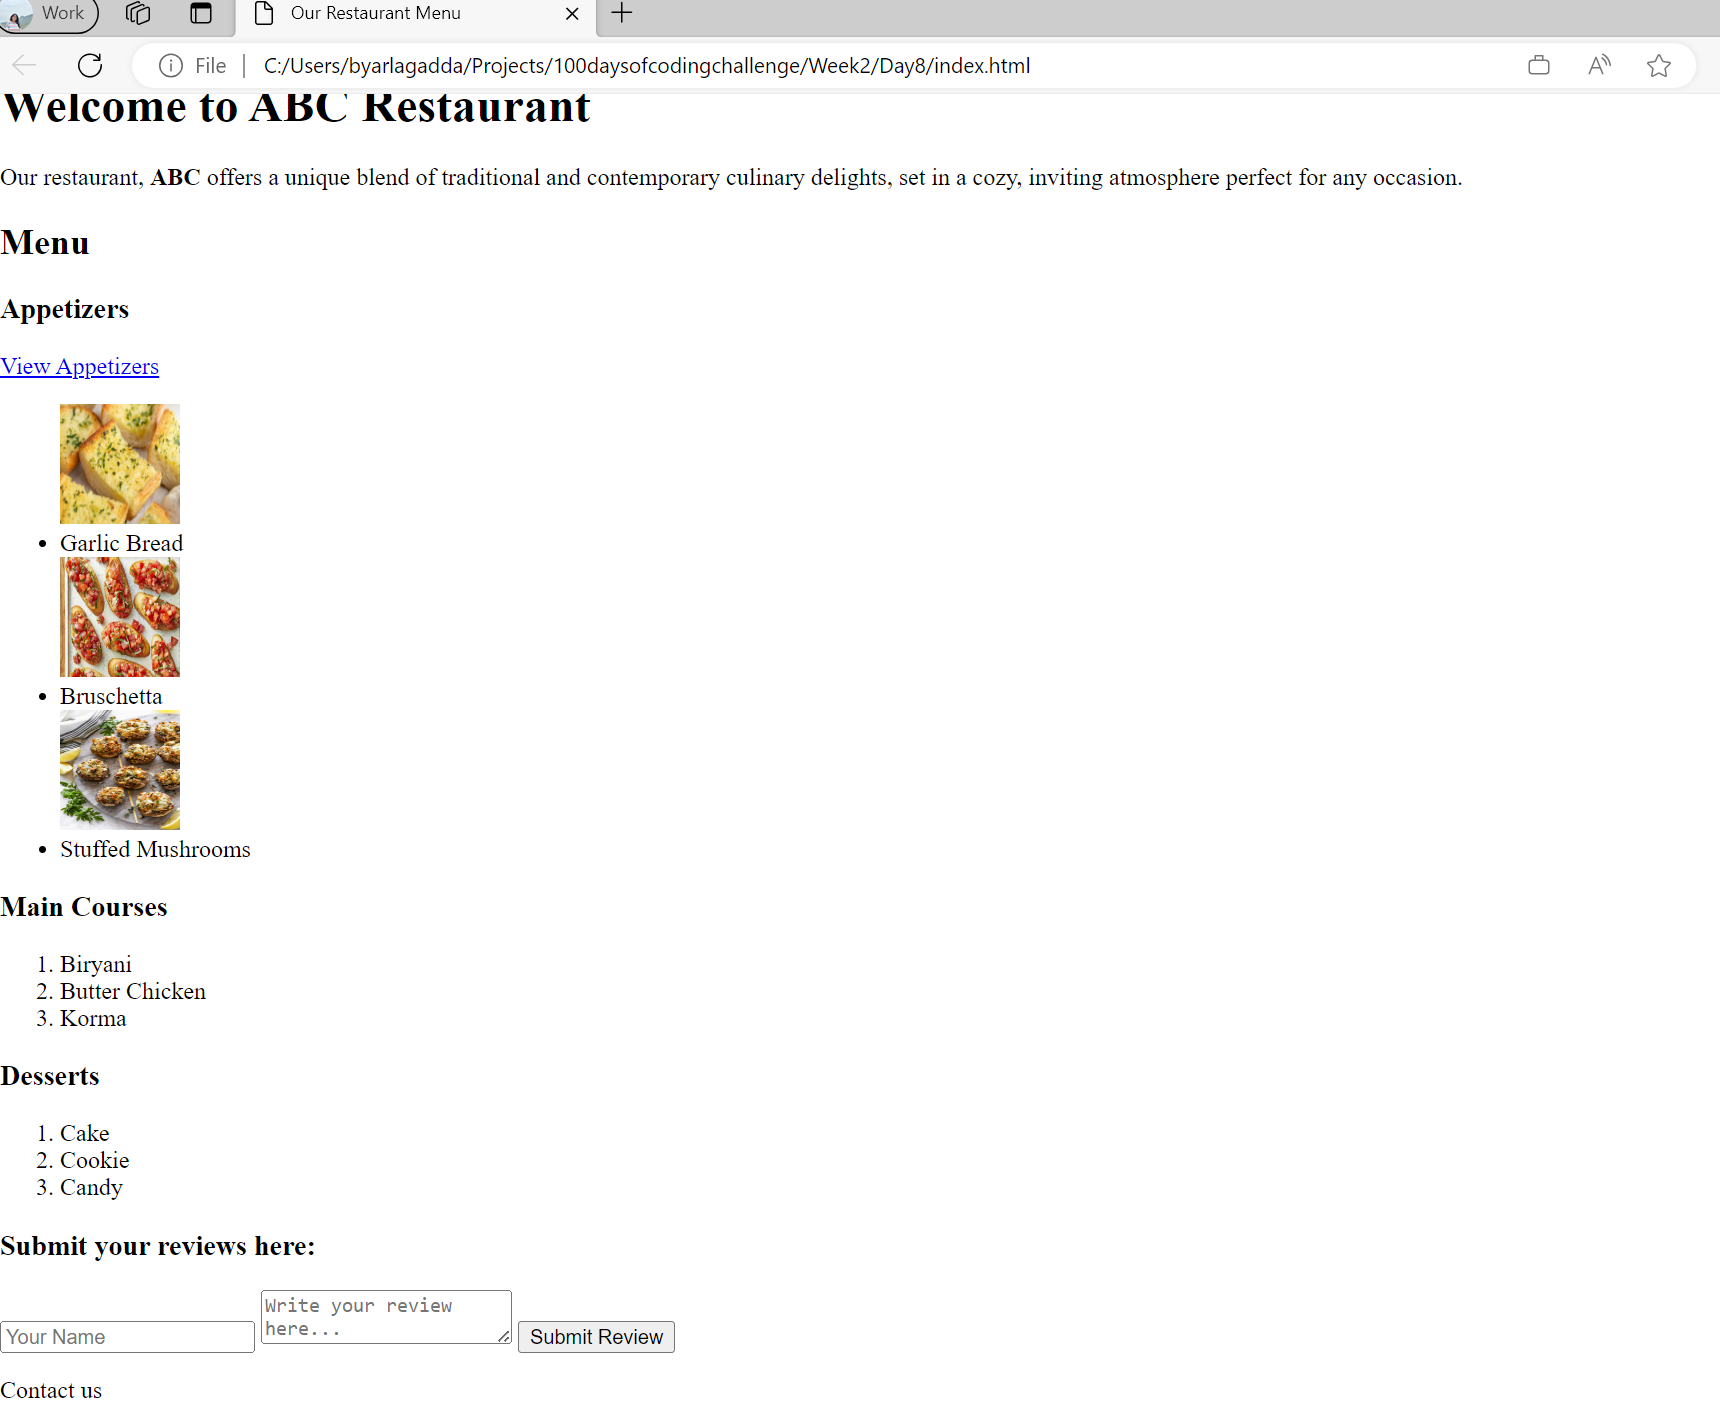 Work
Our Restaurant Menu
File
C:/Users/byarlagadda/Projects/100daysofcodingchallenge/Week2/Day8/index.html
Welcome to ABC Restaurant
Our restaurant, ABC offers a unique blend of traditional and contemporary culinary delights, set in a cozy, inviting atmosphere perfect for any occasion.
Menu
Appetizers
View Appetizers
Garlic Bread
Bruschetta
Stuffed Mushrooms
Main Courses
1. Biryani
2. Butter Chicken
3. Korma
Desserts
1. Cake
2. Cookie
3. Candy
Submit your reviews here:
Write your review
here...
Your Name
Submit Review
Contact us